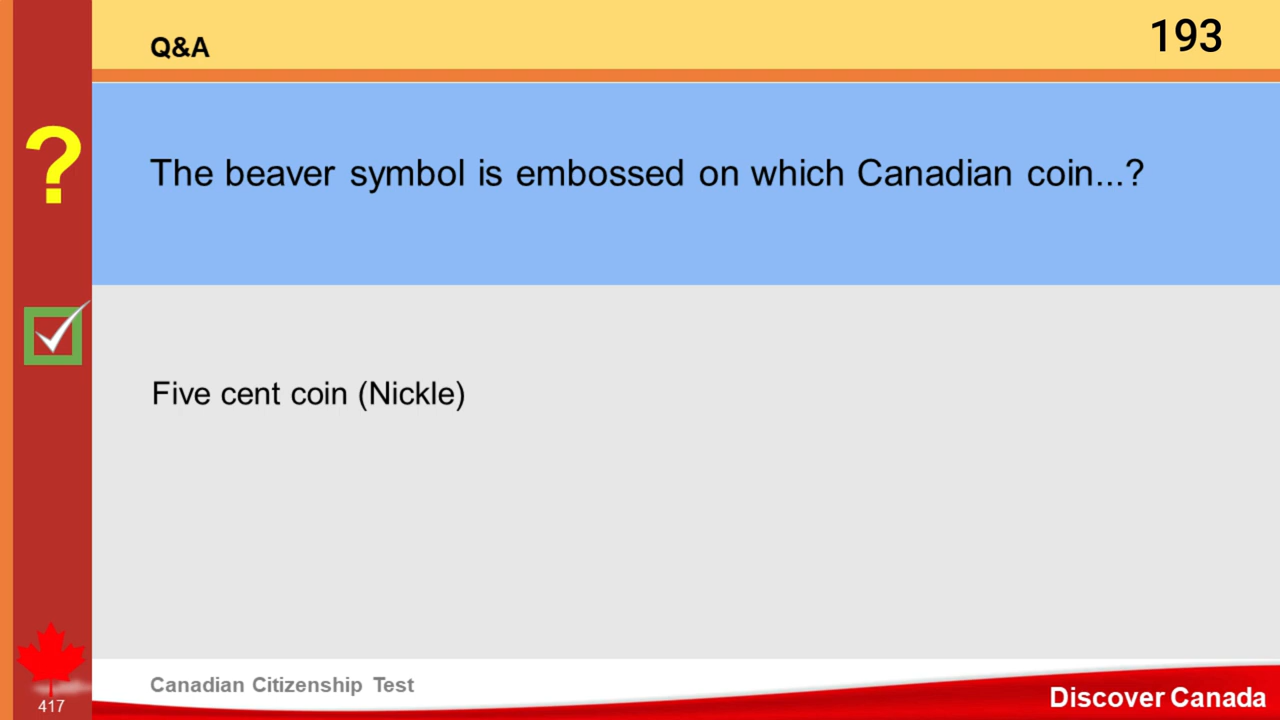 Q&A
193
?
The beaver symbol is embossed on which Canadian coin...?
Five cent coin (Nickle)
Canadian Citizenship Test
417
Discover Canada